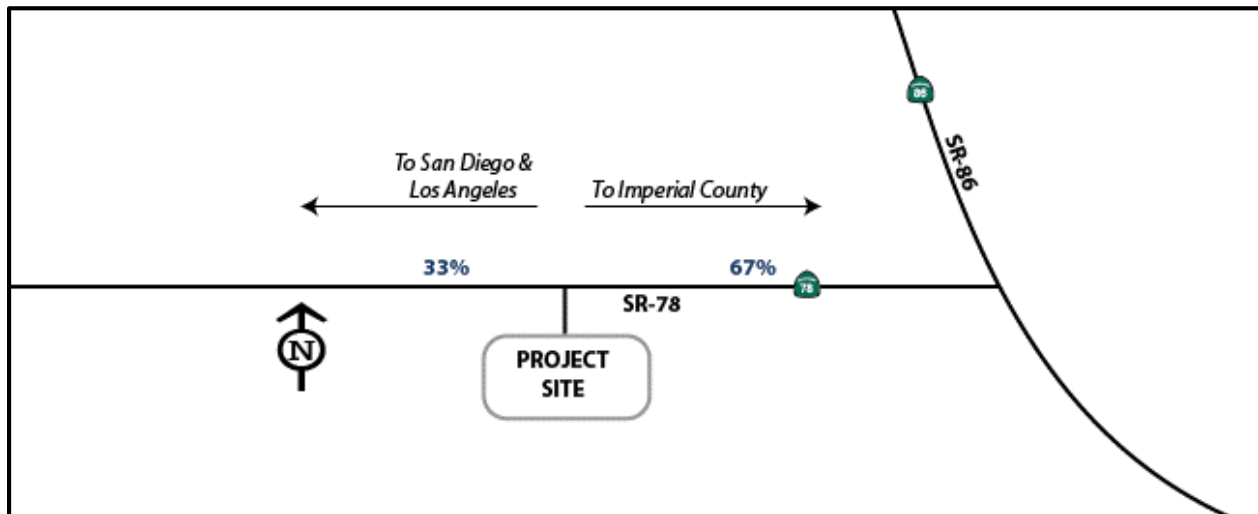 86
SR-86
To San Diego &
Los Angeles
To Imperial County
33%
67%
78
SR-78
N
PROJECT
SITE